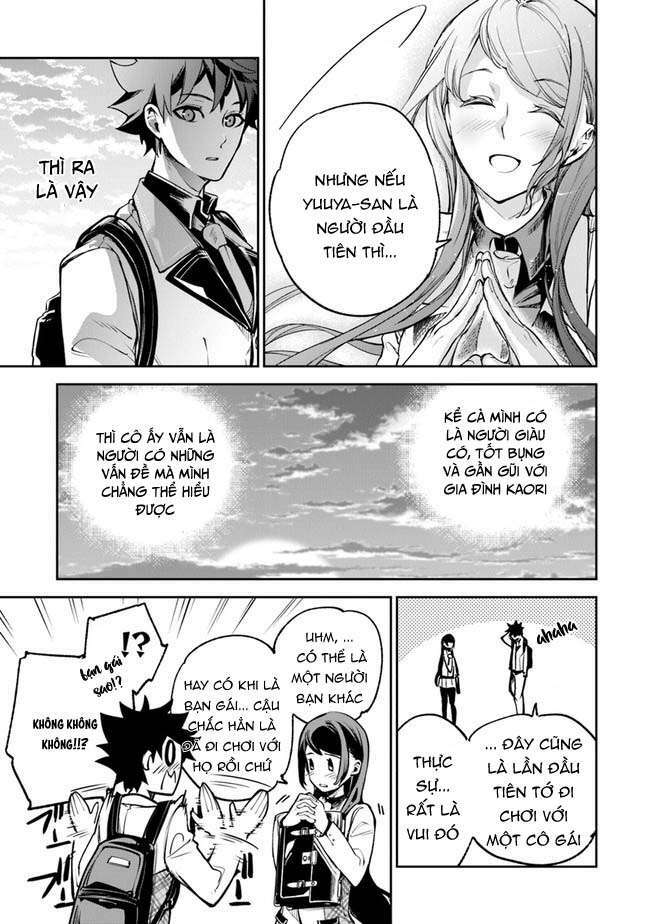 NHƯNG NẾU
YUUYA-SAN LÀ
NGƯỜI ĐẦU
TIÊN THÌ...
THÌ RA
LÀ VẬY
KỂ CẢ MÌNH CÓ
LÀ NGƯỜI GIÀU
CÓ, TỐT BỤNG
VÀ GẦN GŨI VỚI
GIA ĐÌNH KAORI
THÌ CÔ ẤY VẪN LÀ
NGƯỜI CÓ NHỮNG
VẤN ĐỀ MÀ MÌNH
CHẲNG THỂ HIỂU
ĐƯỢC
ahaha
... ĐÂY CŨNG
LÀ LẦN ĐẦU
TIÊN TỚ ĐI
CHƠI VỚI
MỘT CÔ GÁI
THỰC
SỰ...
RẤT LÀ
VUI ĐÓ
UHM, ...
CÓ THỂ LÀ
MỘT NGƯỜI
BẠN KHÁC
HAY CÓ KHI LÀ
BẠN GÁI... CẬU
CHẮC HẲN LÀ
ĐÃ ĐI CHƠI VỚI
HỌ RỒI CHỨ
!?
bạn gái
sao!?
KHÔNG KHÔNG
KHÔNG!!?